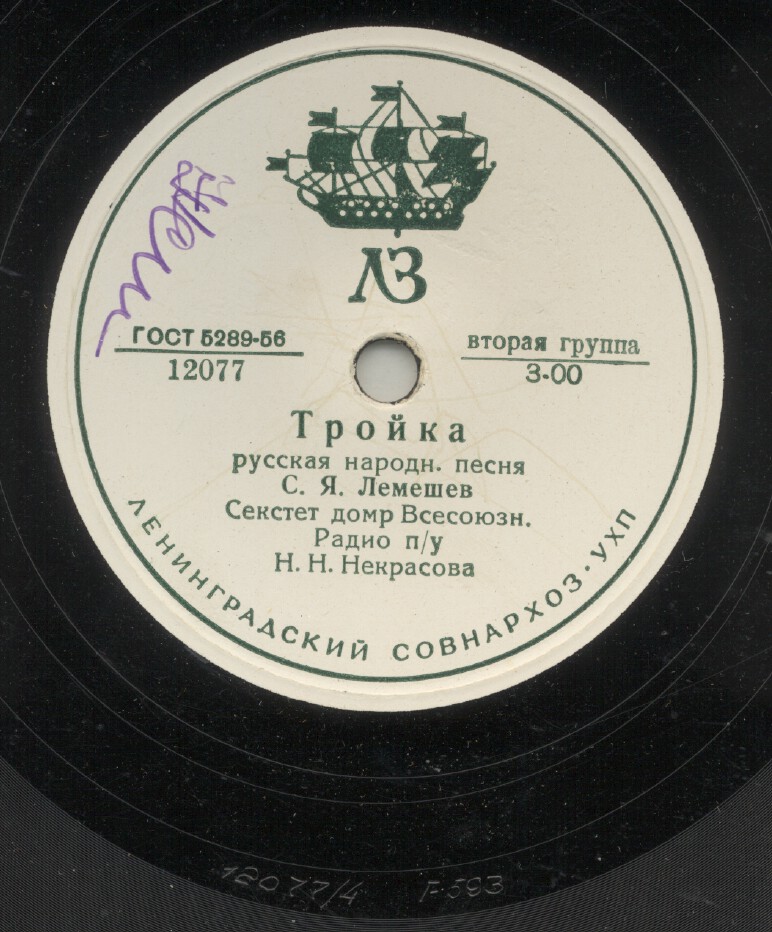 ЛЗ
ГОСТ 5289-56
12077
вторая группа
3-00
Тройка
русская народн. песня
С. Я. Лемешев
Секстет домр Всесоюзн.
Радио п/у
Н. Н. Некрасова
ЛЕНИНГРАДСКИЙ СОВНАРХОЗ · УХП
12077/4 F-593